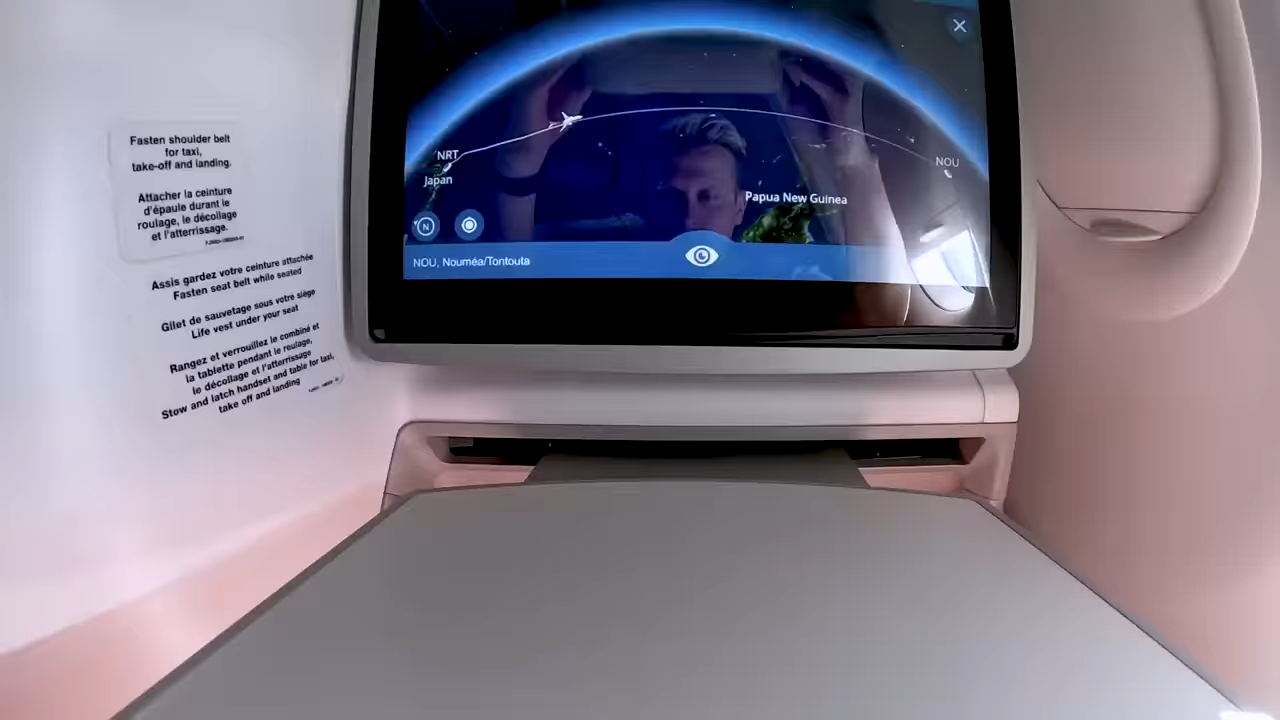 Fasten shoulder belt
for taxi,
take-off and landing.
Attacher la ceinture
d'épaule durant le
roulage, le décollage
et l'atterrissage.
Assis gardez votre ceinture attachée
Fasten seat belt while seated
Gilet de sauvetage sous votre siège
Life vest under your seat
Rangez et verrouillez le combiné et
la tablette pendant le roulage,
le décollage et l'atterrissage
Stow and latch handset and table for taxi,
take off and landing
NRT
Japan
NOU
Papua New Guinea
N
NOU, Nouméa/Tontouta